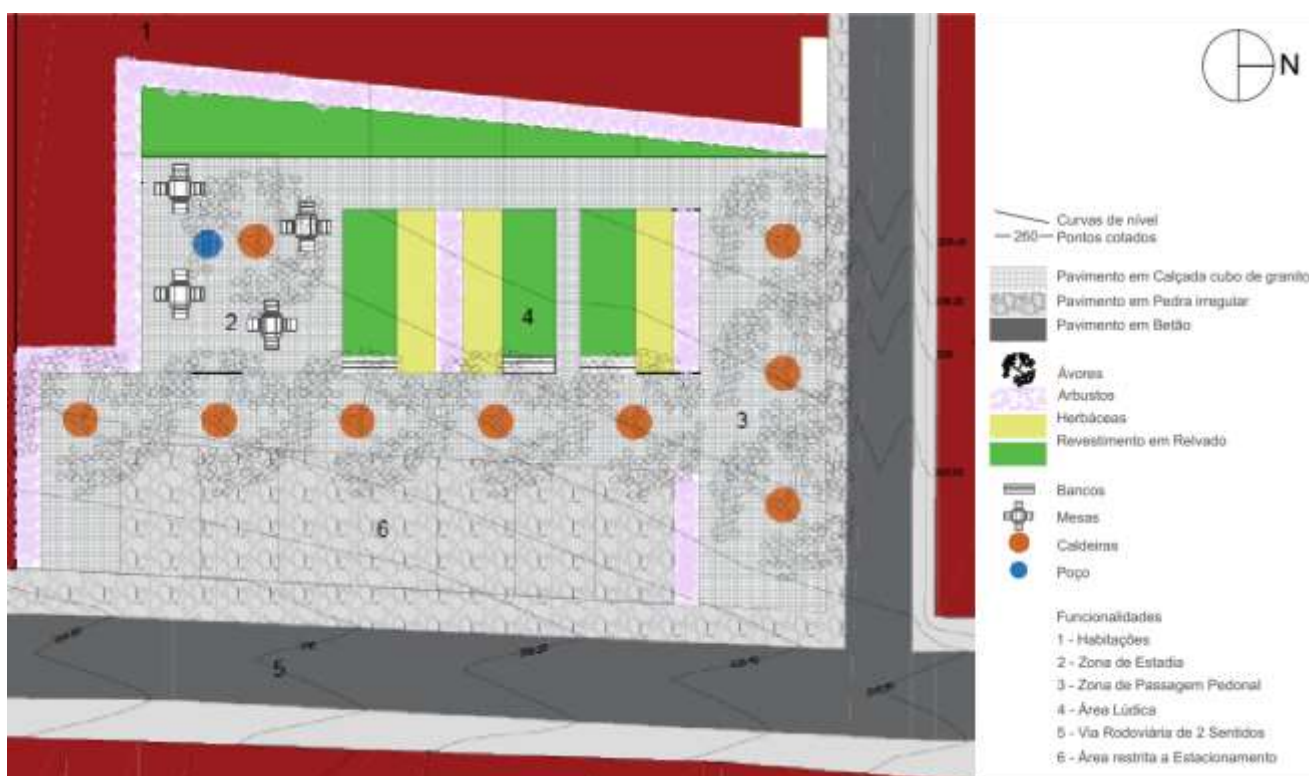 1
N
Curvas de nível
260 Pontos cotados
Pavimento em Calçada cubo de granito
Pavimento em Pedra irregular
Pavimento em Betão
Ávores
Arbustos
Herbáceas
Revestimento em Relvado
Bancos
Mesas
Caldeiras
Poço
Funcionalidades
1 - Habitações
2 - Zona de Estadia
3 - Zona de Passagem Pedonal
4 - Área Lúdica
5 - Via Rodoviária de 2 Sentidos
6 - Área restrita a Estacionamento
2
4
3
6
5